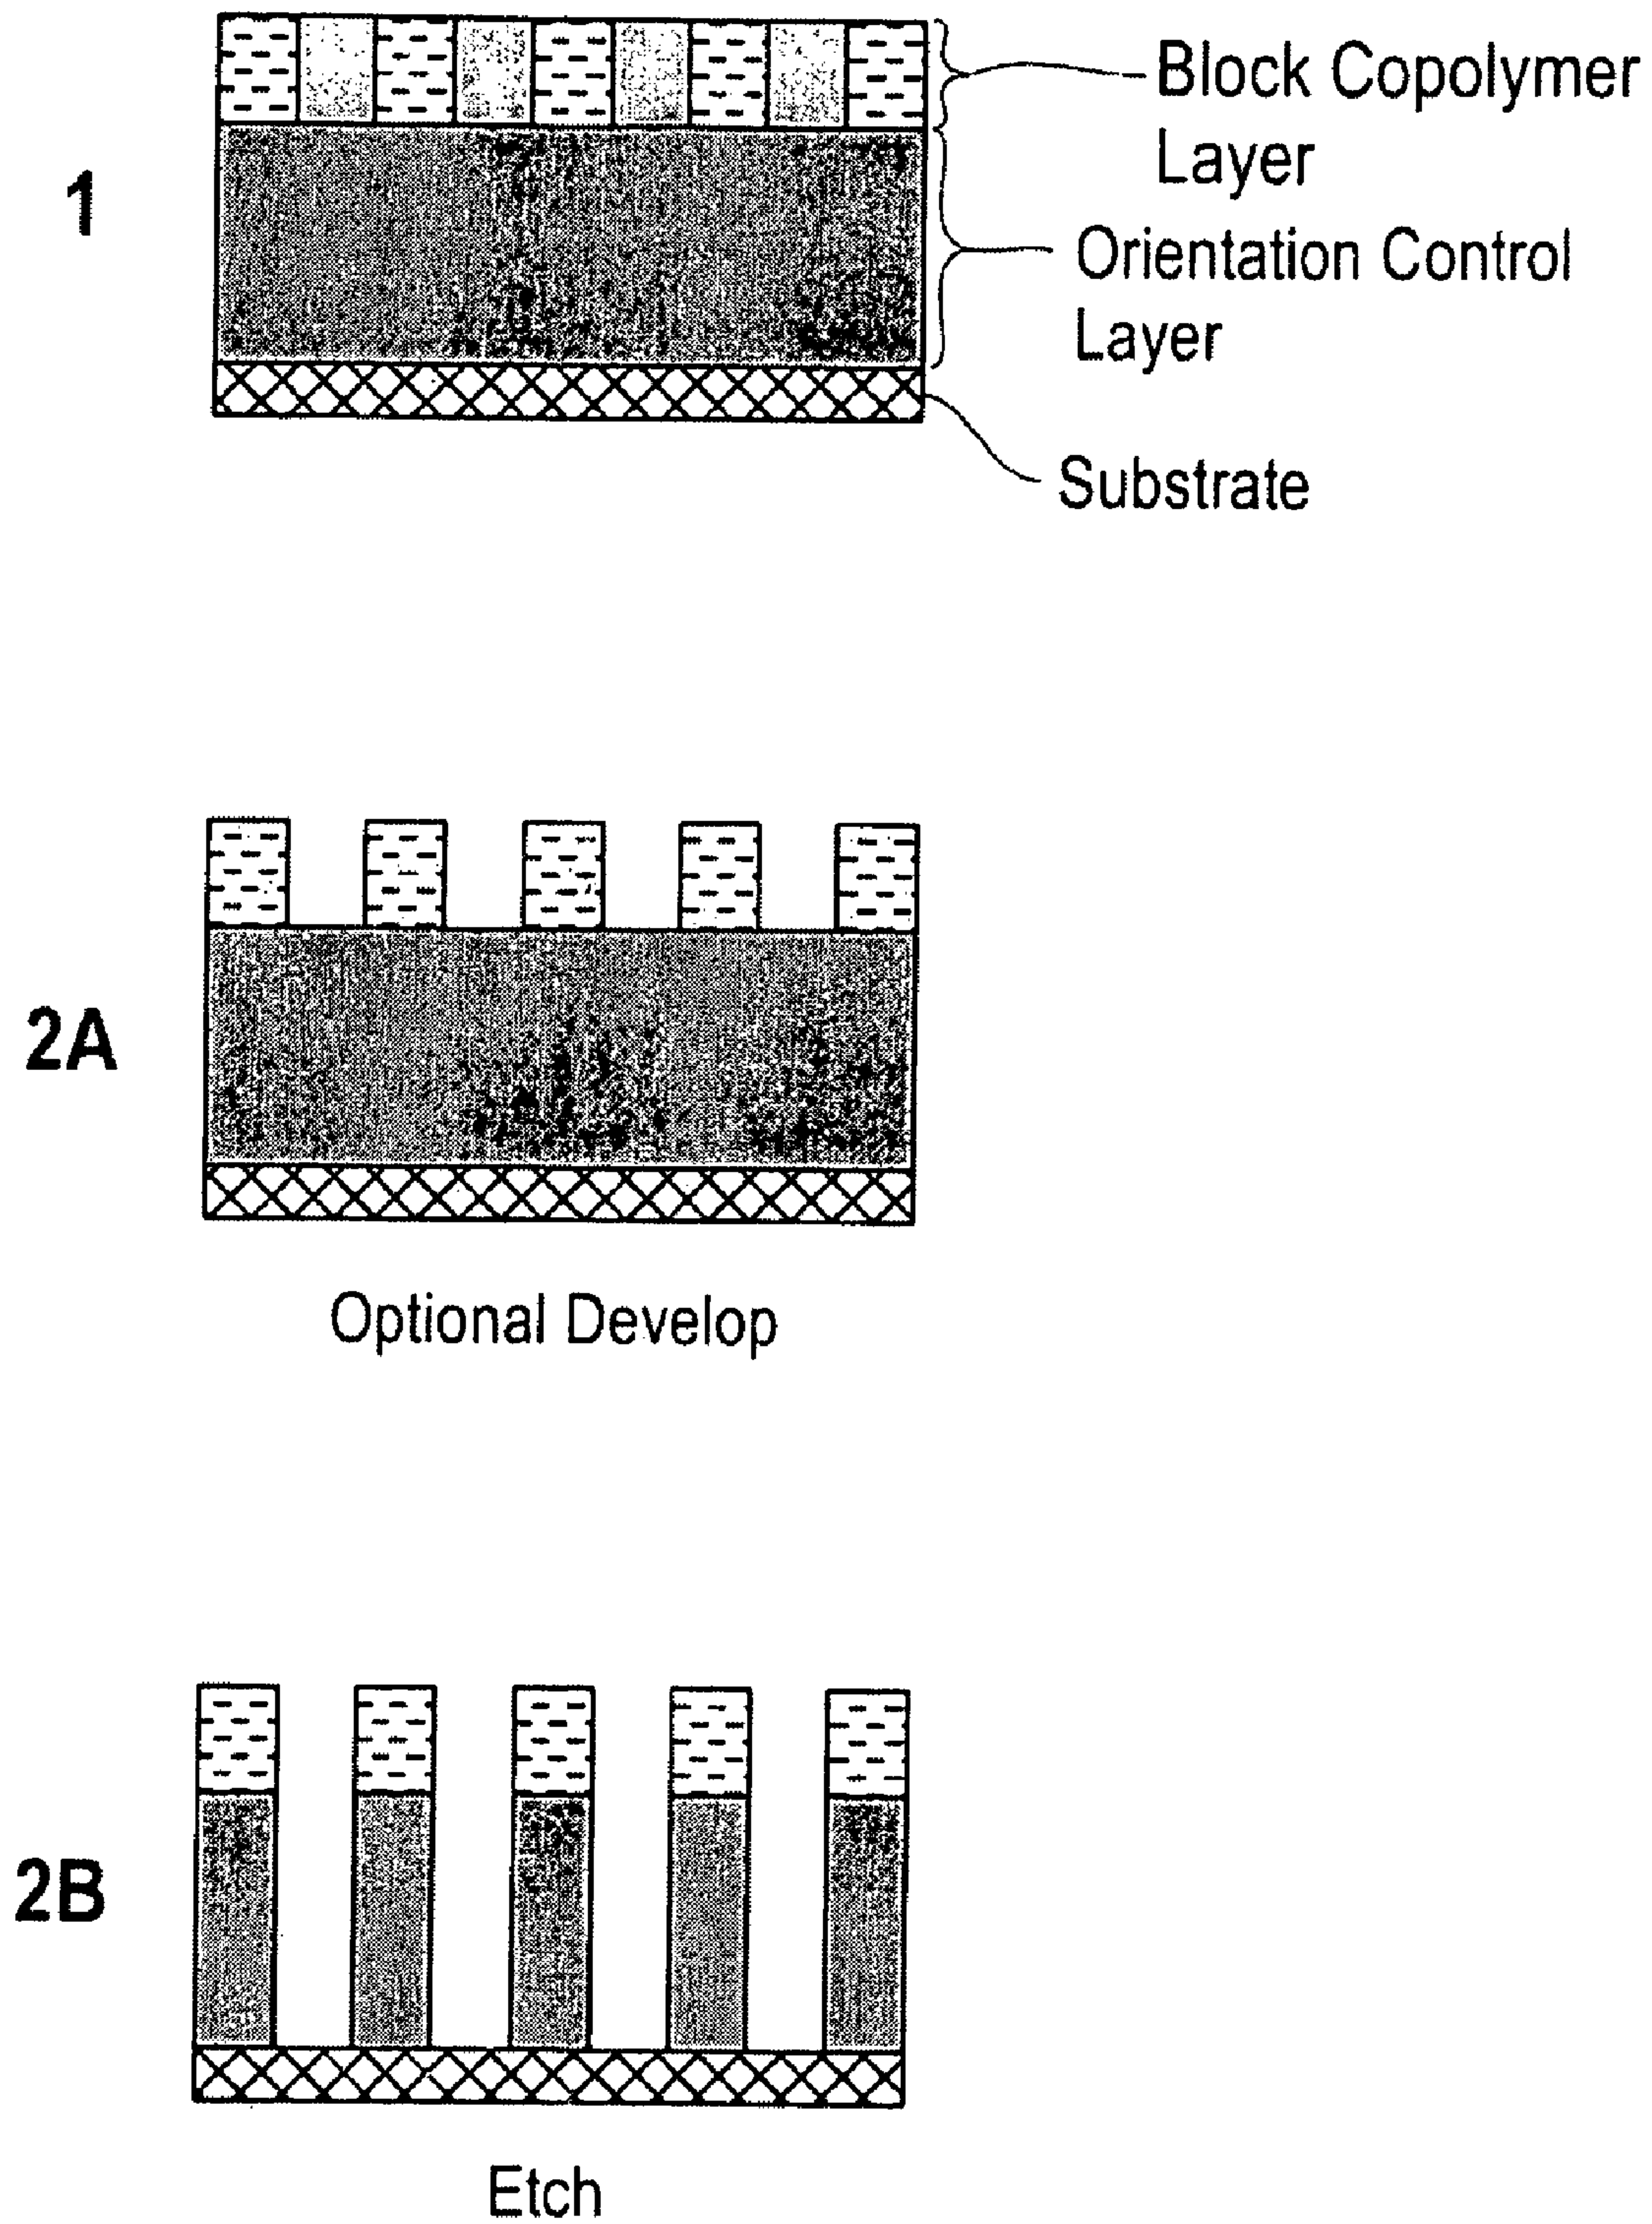 1
Block Copolymer
Layer
Orientation Control
Layer
Substrate
2A
Optional Develop
2B
Etch